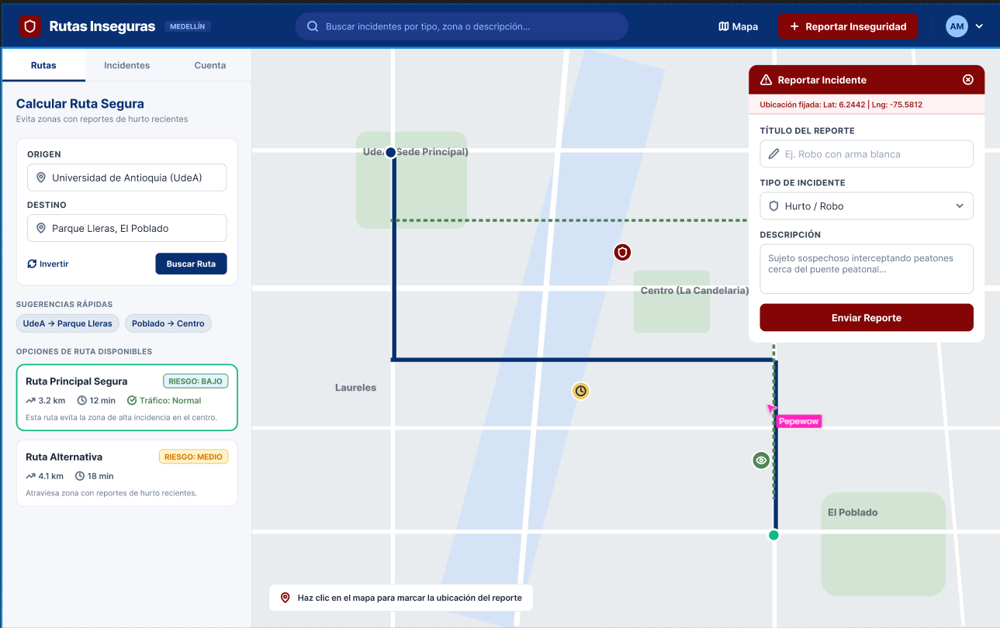 Rutas Inseguras
MEDELLÍN
Buscar incidentes por tipo, zona o descripción...
Mapa
+ Reportar Inseguridad
AM
Rutas
Incidentes
Cuenta
Calcular Ruta Segura
Evita zonas con reportes de hurto recientes
ORIGEN
Universidad de Antioquia (UdeA)
DESTINO
Parque Lleras, El Poblado
Invertir
Buscar Ruta
SUGERENCIAS RÁPIDAS
UdeA → Parque Lleras
Poblado → Centro
OPCIONES DE RUTA DISPONIBLES
Ruta Principal Segura
RIESGO: BAJO
3.2 km
12 min
Tráfico: Normal
Esta ruta evita la zona de alta incidencia en el centro.
Ruta Alternativa
RIESGO: MEDIO
4.1 km
18 min
Atraviesa zona con reportes de hurto recientes.
UdeA (Sede Principal)
Centro (La Candelaria)
Laureles
Pepewow
El Poblado
Haz clic en el mapa para marcar la ubicación del reporte
Reportar Incidente
Ubicación fijada: Lat: 6.2442 | Lng: -75.5812
TÍTULO DEL REPORTE
Ej. Robo con arma blanca
TIPO DE INCIDENTE
Hurto / Robo
DESCRIPCIÓN
Sujeto sospechoso interceptando peatones
cerca del puente peatonal...
Enviar Reporte